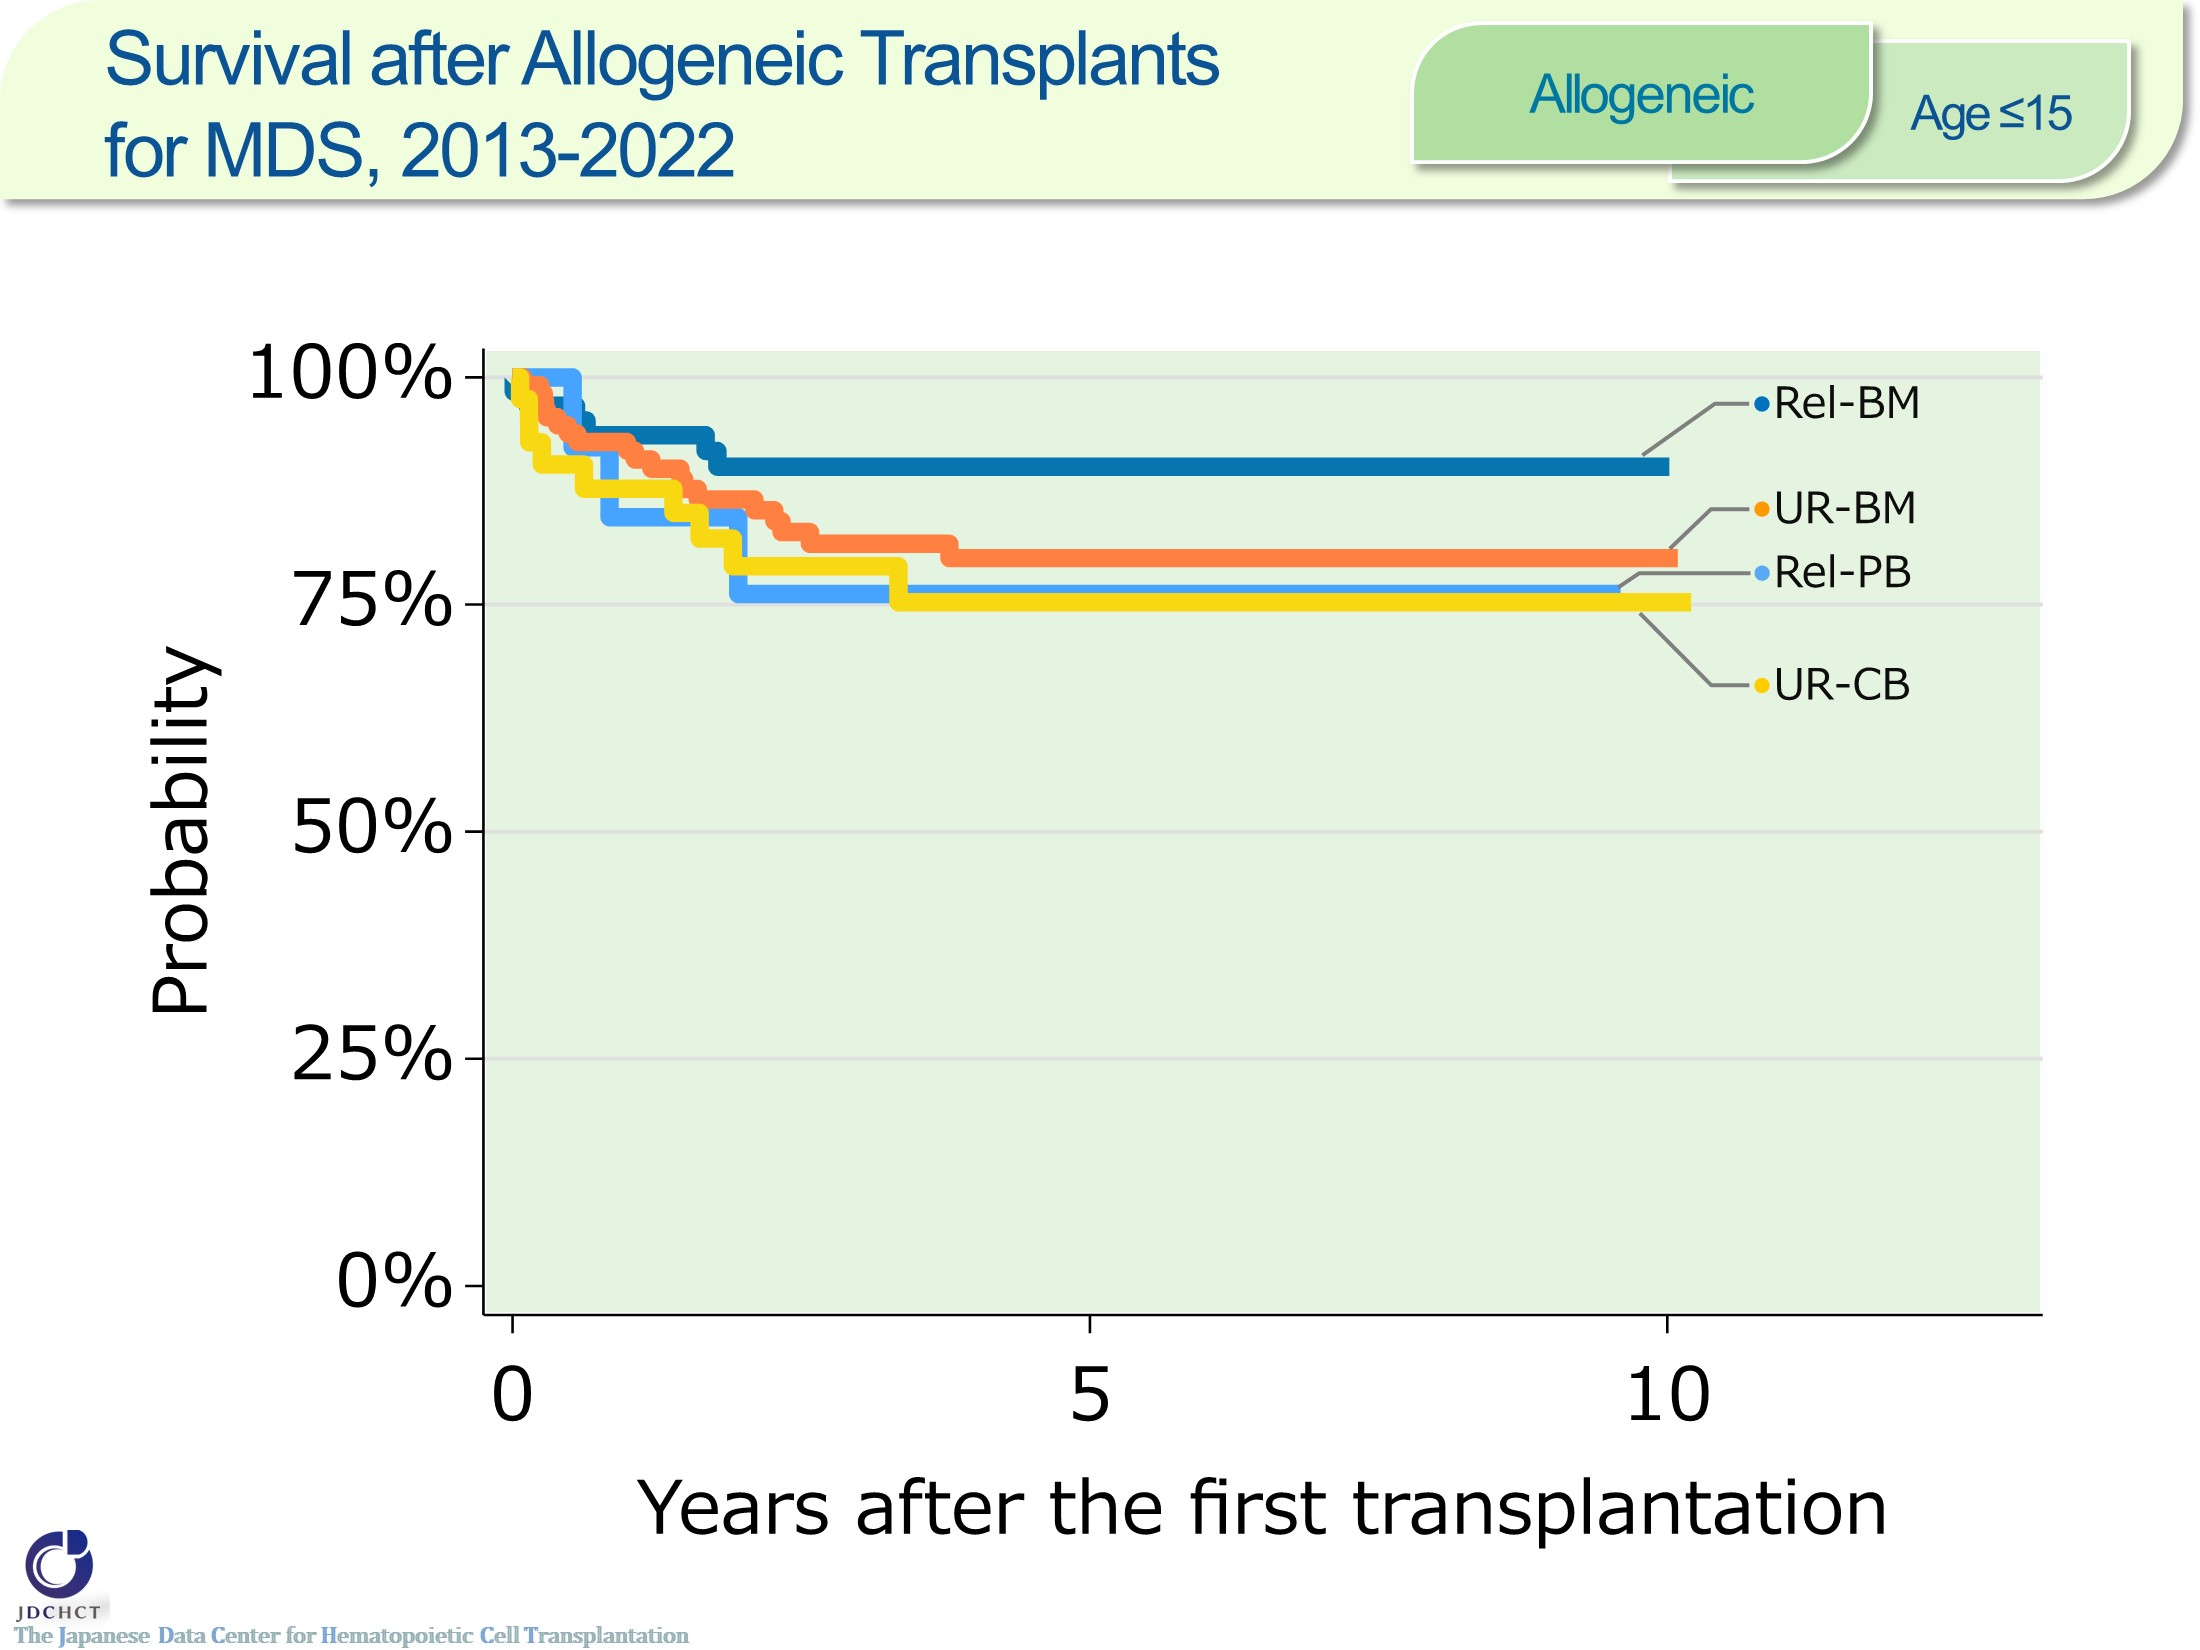 Survival after Allogeneic Transplants
for MDS, 2013-2022
Allogeneic
Age ≤15
100%
75%
50%
25%
0%
Probability
Rel-BM
UR-BM
Rel-PB
UR-CB
0
5
10
Years after the first transplantation
JDCHCT
The Japanese Data Center for Hematopoietic Cell Transplantation